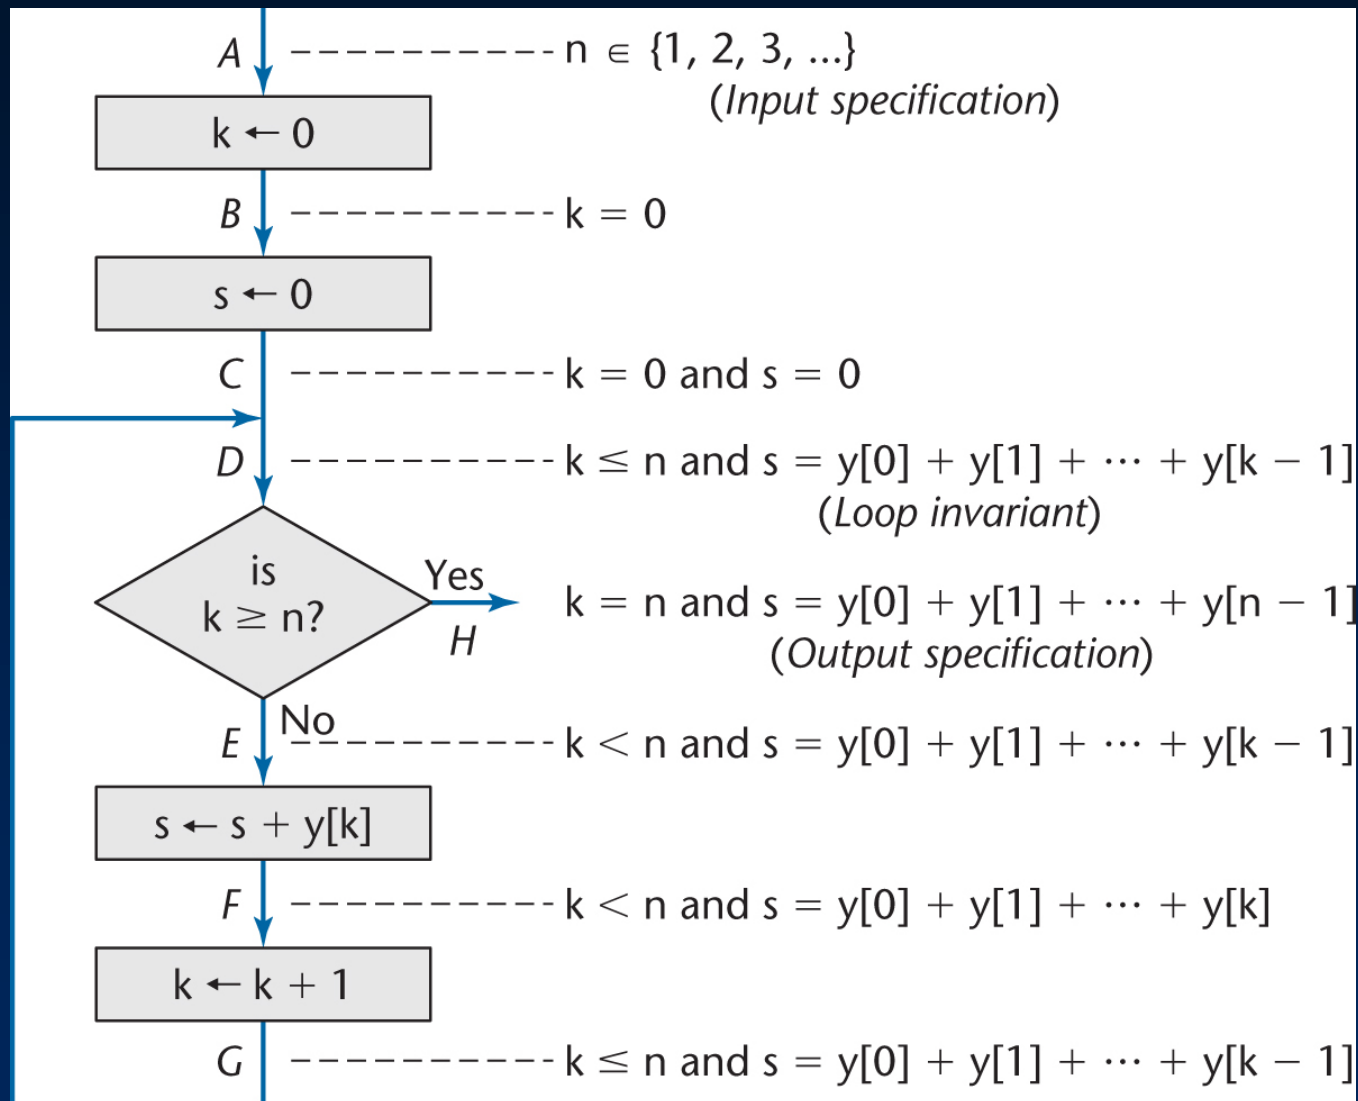 A n ∈ {1, 2, 3, ...}
(Input specification)
k ← 0
B k = 0
s ← 0
C k = 0 and s = 0
D k ≤ n and s = y[0] + y[1] + ··· + y[k − 1]
(Loop invariant)
is
k ≥ n?
Yes
H
k = n and s = y[0] + y[1] + ··· + y[n − 1]
(Output specification)
No
E k < n and s = y[0] + y[1] + ··· + y[k − 1]
s ← s + y[k]
F k < n and s = y[0] + y[1] + ··· + y[k]
k ← k + 1
G k ≤ n and s = y[0] + y[1] + ··· + y[k − 1]